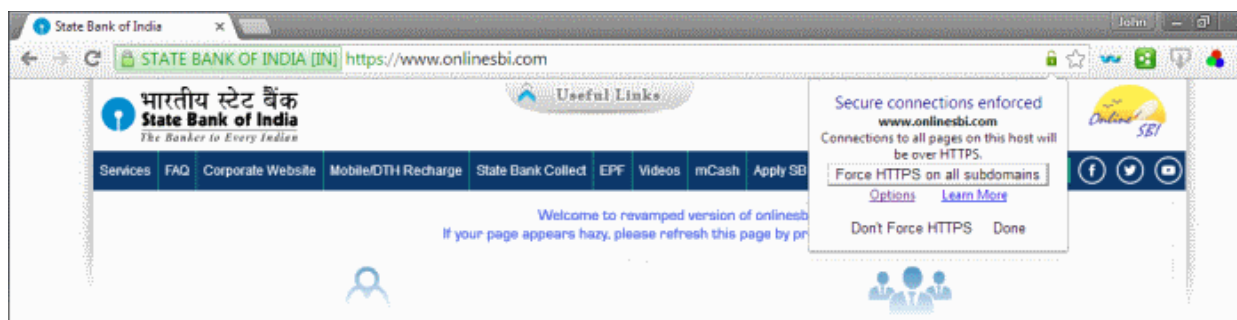 State Bank of India
John
STATE BANK OF INDIA [IN] https://www.onlinesbi.com
भारतीय स्टेट बैंक
State Bank of India
The Banker to Every Indian
Useful Links
Secure connections enforced
www.onlinesbi.com
Connections to all pages on this host will
be over HTTPS.
Force HTTPS on all subdomains
Options Learn More
Don't Force HTTPS Done
Online SBI
Services FAQ Corporate Website Mobile/DTH Recharge State Bank Collect EPF Videos mCash Apply SB
Welcome to revamped version of onlinesb
If your page appears hazy, please refresh this page by pr